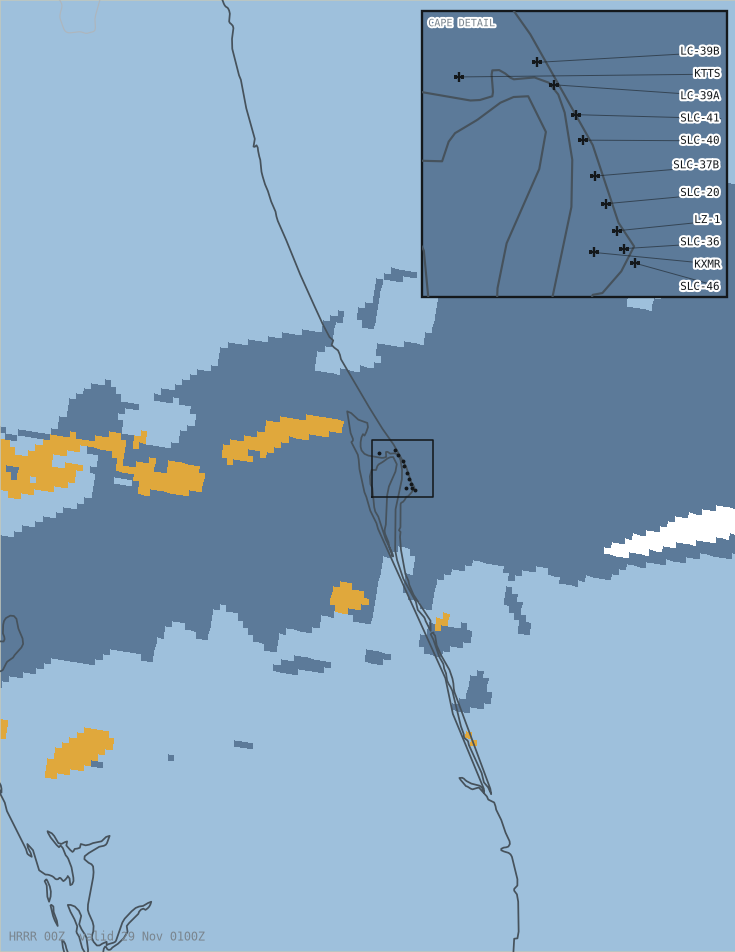 CAPE DETAIL
LC-39B
KTTS
LC-39A
SLC-41
SLC-40
SLC-37B
SLC-20
LZ-1
SLC-36
KXMR
SLC-46
HRRR 00Z valid 29 Nov 0100Z